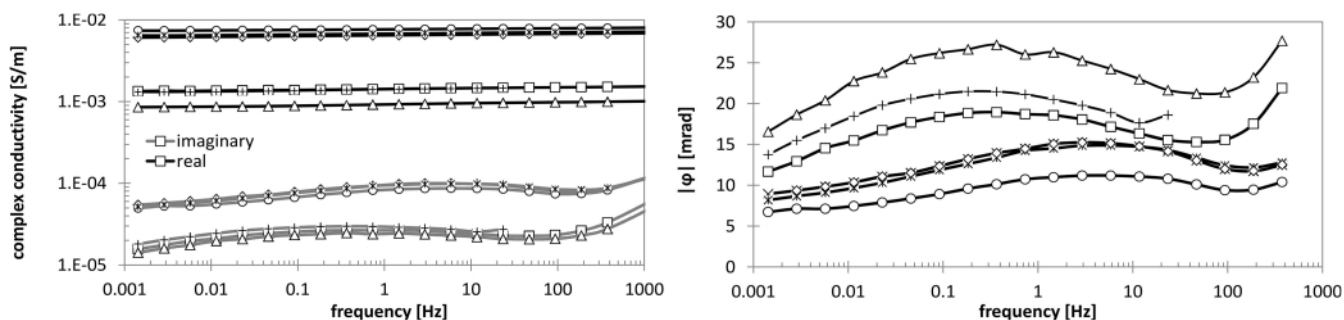 complex conductivity [S/m]
1.E-02
1.E-03
1.E-04
1.E-05
imaginary
real
0.001 0.01 0.1 1 10 100 1000
frequency [Hz]
|φ| [mrad]
30
25
20
15
10
5
0
0.001 0.01 0.1 1 10 100 1000
frequency [Hz]